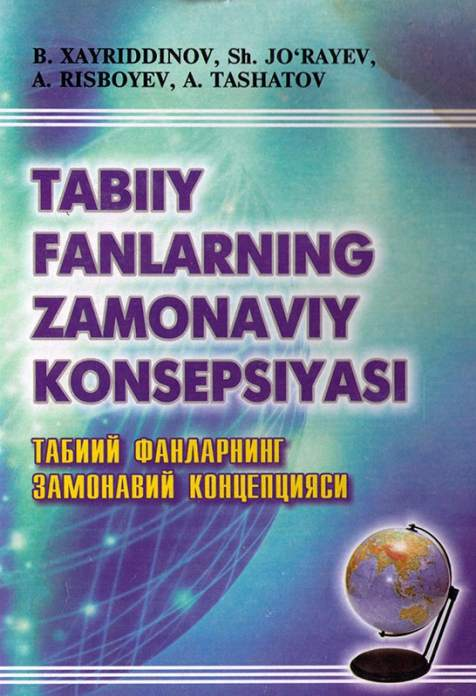 B. XAYRIDDINOV, Sh. JO‘RAYEV,
A. RISBOYEV, A. TASHATOV
TABIIY
FANLARNING
ZAMONAVIY
KONSEPSIYASI
ТАБИИЙ ФАНЛАРНИНГ
ЗАМОНАВИЙ КОНЦЕПЦИЯСИ